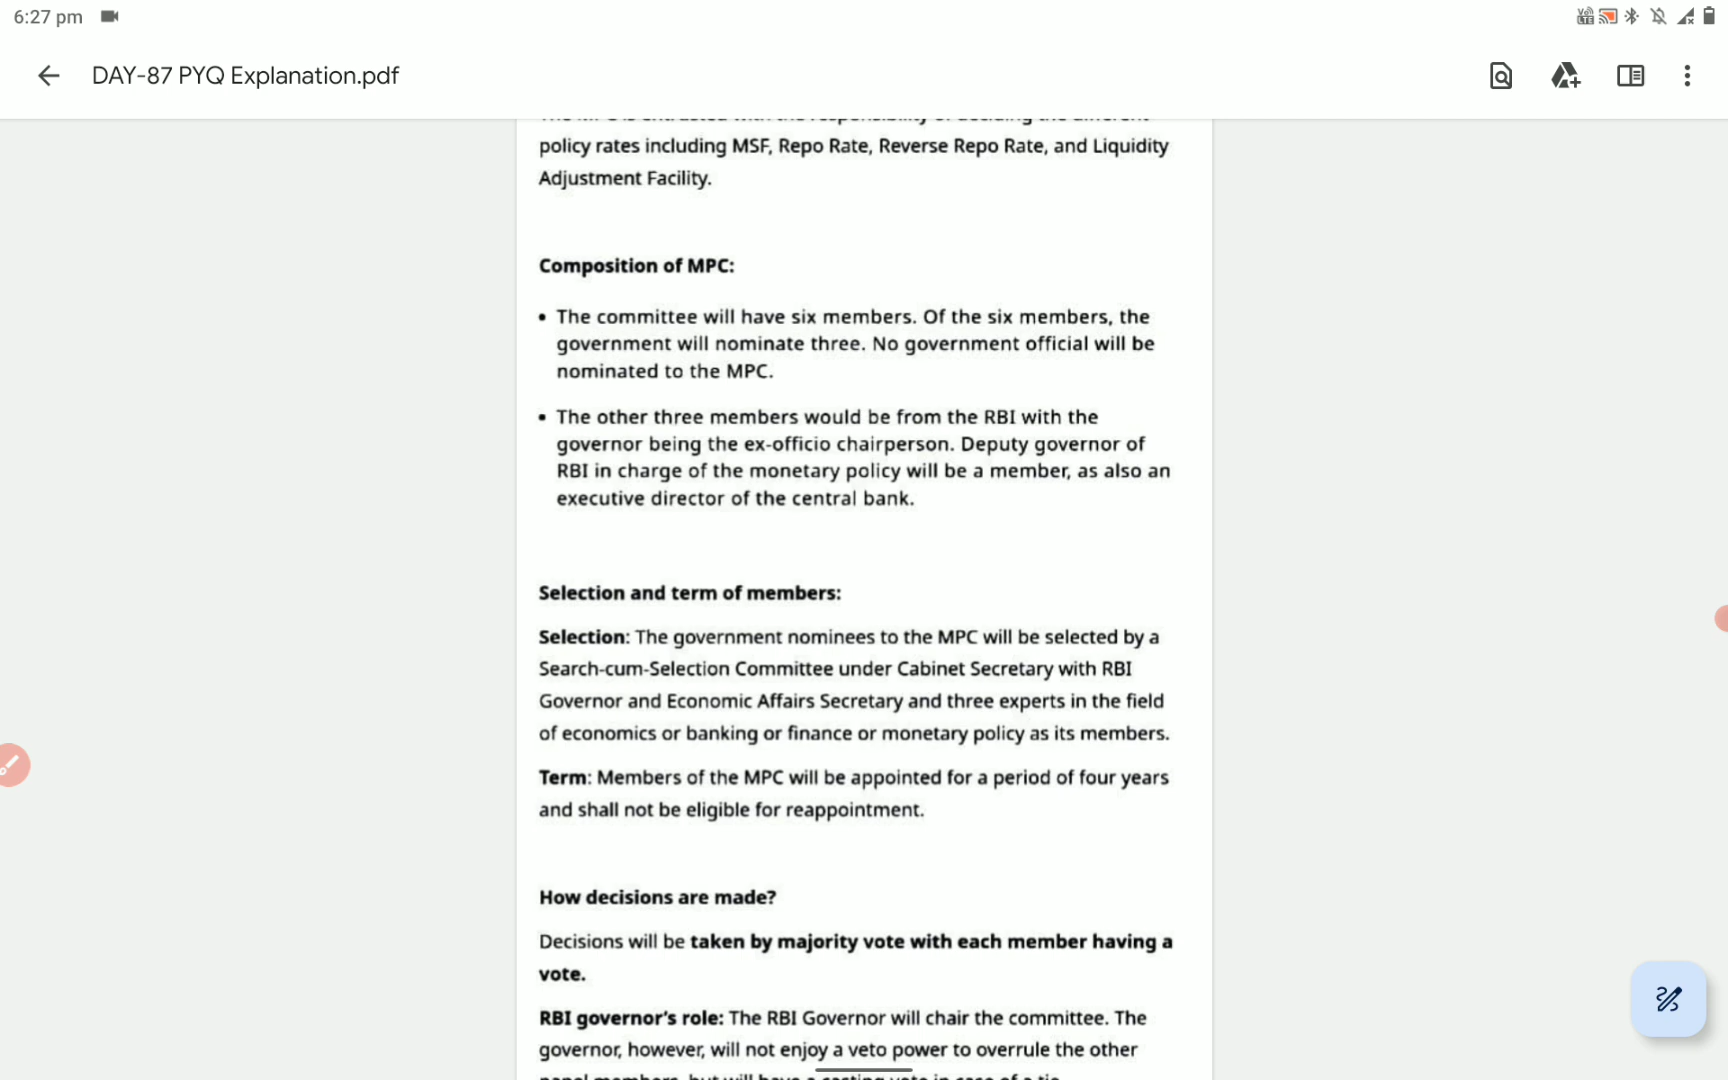 6:27 pm
DAY-87 PYQ Explanation.pdf
policy rates including MSF, Repo Rate, Reverse Repo Rate, and Liquidity
Adjustment Facility.
Composition of MPC:
• The committee will have six members. Of the six members, the
government will nominate three. No government official will be
nominated to the MPC.
• The other three members would be from the RBI with the
governor being the ex-officio chairperson. Deputy governor of
RBI in charge of the monetary policy will be a member, as also an
executive director of the central bank.
Selection and term of members:
Selection: The government nominees to the MPC will be selected by a
Search-cum-Selection Committee under Cabinet Secretary with RBI
Governor and Economic Affairs Secretary and three experts in the field
of economics or banking or finance or monetary policy as its members.
Term: Members of the MPC will be appointed for a period of four years
and shall not be eligible for reappointment.
How decisions are made?
Decisions will be taken by majority vote with each member having a
vote.
RBI governor's role: The RBI Governor will chair the committee. The
governor, however, will not enjoy a veto power to overrule the other